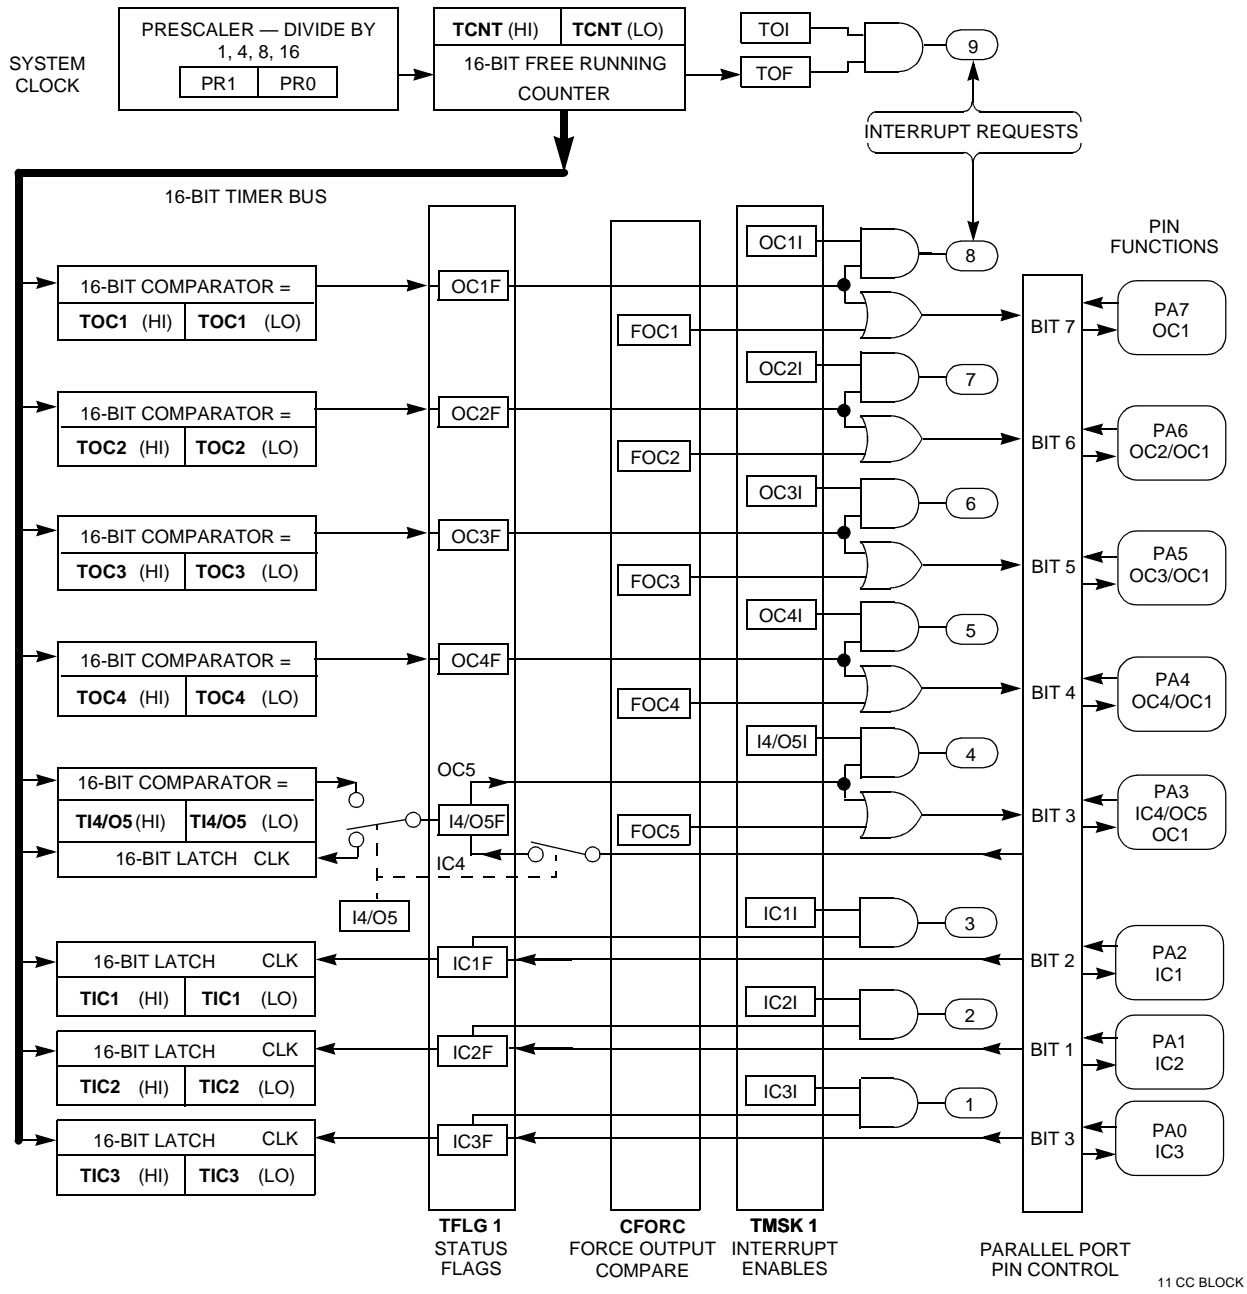 SYSTEM
CLOCK
PRESCALER — DIVIDE BY
1, 4, 8, 16
PR1 PR0
TCNT (HI) TCNT (LO)
16-BIT FREE RUNNING
COUNTER
TOI
TOF
9
INTERRUPT REQUESTS
16-BIT TIMER BUS
PIN
FUNCTIONS
OC1I
8
16-BIT COMPARATOR =
TOC1 (HI) TOC1 (LO)
OC1F
FOC1
BIT 7
PA7
OC1
OC2I
7
16-BIT COMPARATOR =
TOC2 (HI) TOC2 (LO)
OC2F
FOC2
BIT 6
PA6
OC2/OC1
OC3I
6
16-BIT COMPARATOR =
TOC3 (HI) TOC3 (LO)
OC3F
FOC3
BIT 5
PA5
OC3/OC1
OC4I
5
16-BIT COMPARATOR =
TOC4 (HI) TOC4 (LO)
OC4F
FOC4
BIT 4
PA4
OC4/OC1
I4/O5I
4
16-BIT COMPARATOR =
TI4/O5 (HI) TI4/O5 (LO)
16-BIT LATCH CLK
OC5
I4/O5F
IC4
I4/O5
FOC5
BIT 3
PA3
IC4/OC5
OC1
IC1I
3
16-BIT LATCH CLK
TIC1 (HI) TIC1 (LO)
IC1F
BIT 2
PA2
IC1
IC2I
2
16-BIT LATCH CLK
TIC2 (HI) TIC2 (LO)
IC2F
BIT 1
PA1
IC2
IC3I
1
16-BIT LATCH CLK
TIC3 (HI) TIC3 (LO)
IC3F
BIT 3
PA0
IC3
TFLG 1
STATUS
FLAGS
CFORC
FORCE OUTPUT
COMPARE
TMSK 1
INTERRUPT
ENABLES
PARALLEL PORT
PIN CONTROL
11 CC BLOCK